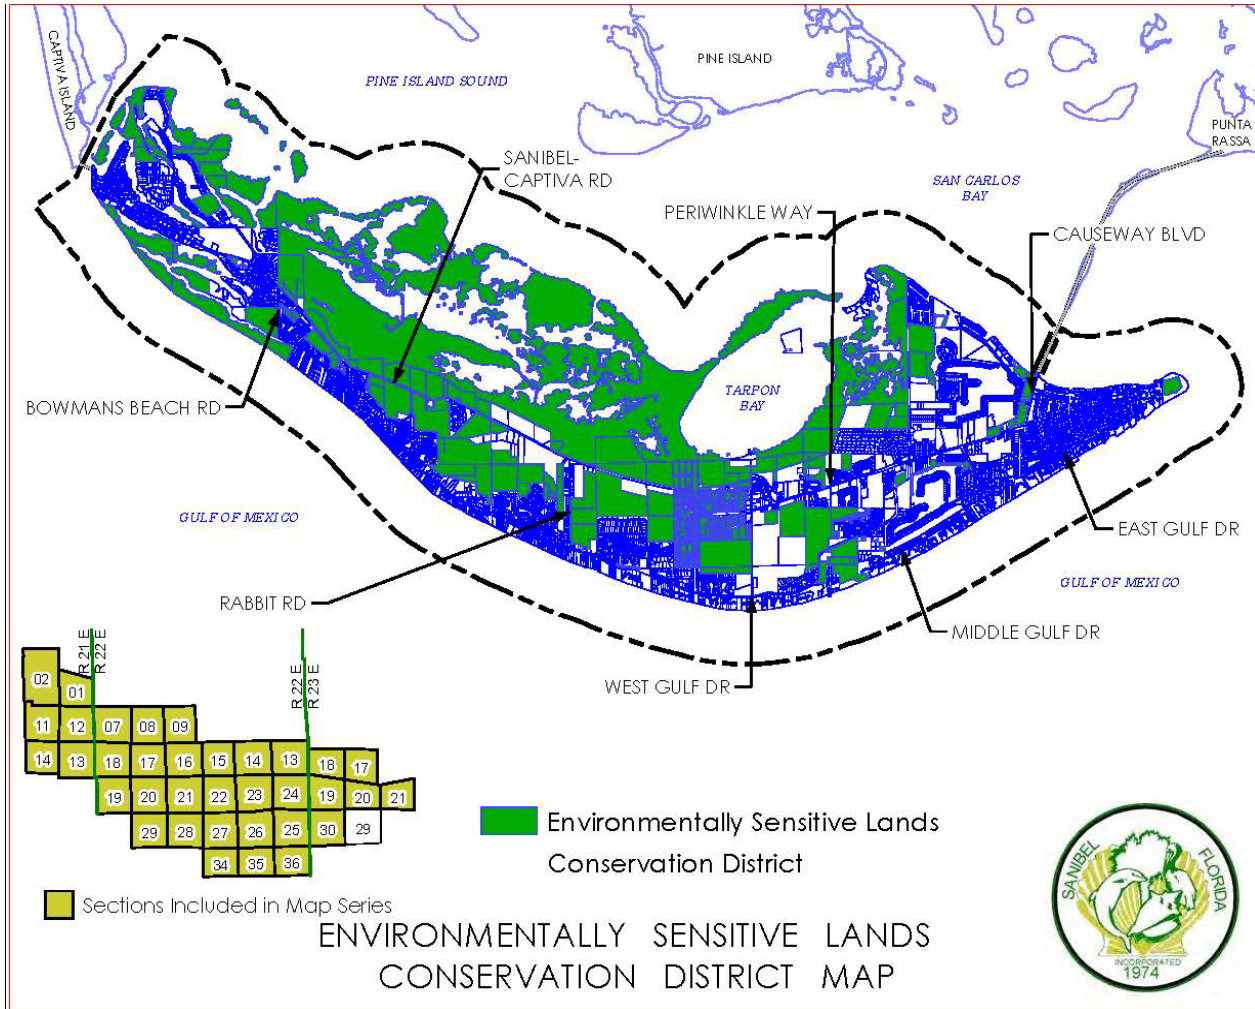 CAPTIVA ISLAND
PINE ISLAND SOUND
PINE ISLAND
PUNTA
RASSA
SANIBEL-
CAPTIVA RD
SAN CARLOS
BAY
PERIWINKLE WAY
CAUSEWAY BLVD
TARPON
BAY
BOWMANS BEACH RD
GULF OF MEXICO
EAST GULF DR
GULF OF MEXICO
RABBIT RD
MIDDLE GULF DR
WEST GULF DR
R 21 E
R 22 E
R 22 E
R 23 E
02
01
11 12 07 08 09
14 13 18 17 16 15 14 13 18 17
19 20 21 22 23 24 19 20 21
29 28 27 26 25 30 29
34 35 36
Environmentally Sensitive Lands
Conservation District
Sections Included in Map Series
ENVIRONMENTALLY SENSITIVE LANDS
CONSERVATION DISTRICT MAP
SANIBEL FLORIDA
INCORPORATED
1974